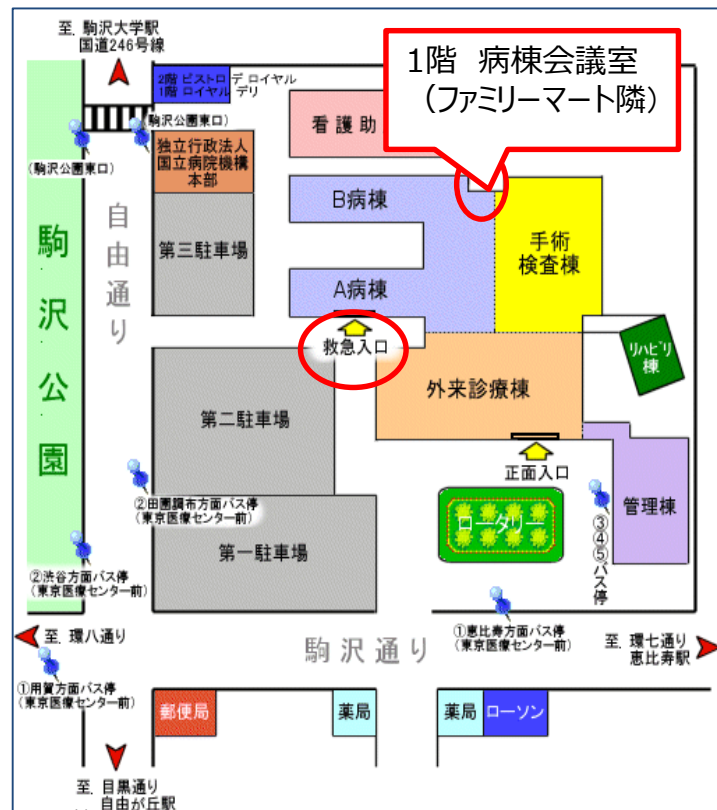 至. 駒沢大学駅
国道246号線
1階 病棟会議室
(ファミリーマート隣)
2階 ビストロ デ ロイヤル
1階 ロイヤル デリ
(駒沢公園東口)
(駒沢公園東口)
独立行政法人
国立病院機構
本部
看護助
B病棟
手術
検査棟
自由通り
駒沢公園
第三駐車場
A病棟
救急入口
リハビリ
棟
外来診療棟
第二駐車場
正面入口
②田園調布方面バス停
(東京医療センター前)
ロータリー
③④⑤バス停
管理棟
第一駐車場
②渋谷方面バス停
(東京医療センター前)
①恵比寿方面バス停
(東京医療センター前)
至. 環八通り
駒沢通り
至. 環七通り
恵比寿駅
①用賀方面バス停
(東京医療センター前)
郵便局
薬局
薬局
ローソン
至. 目黒通り
自由が丘駅